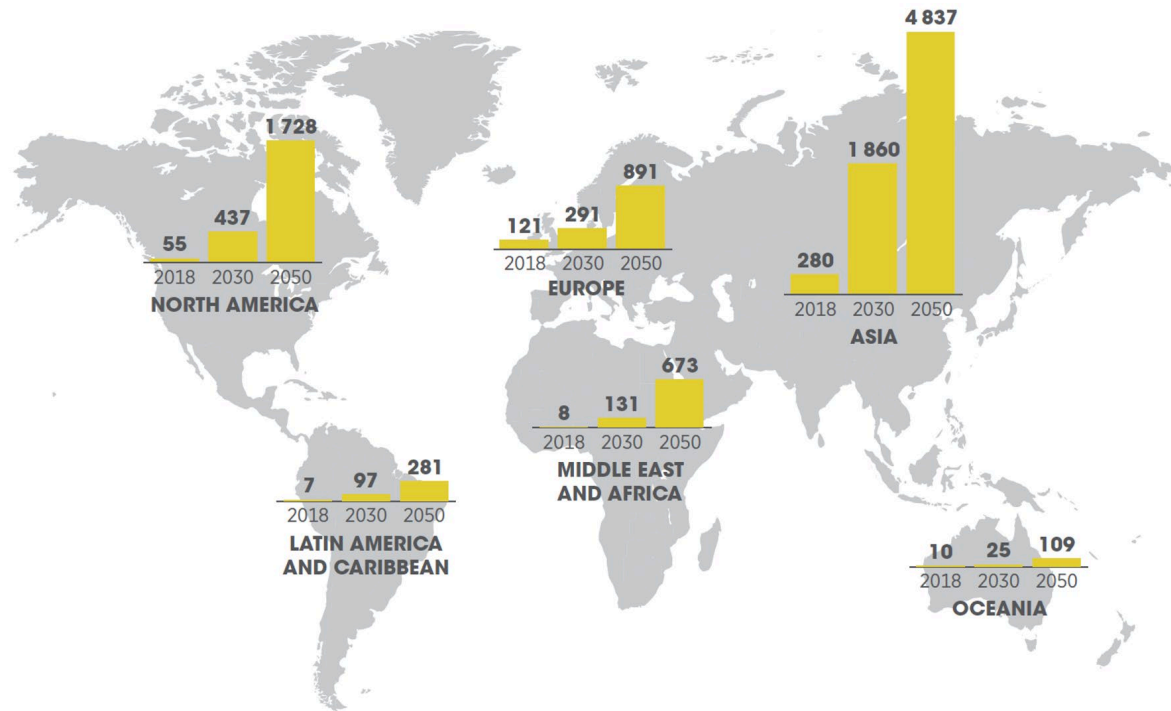 1 728
437
55
2018 2030 2050
NORTH AMERICA
891
291
121
2018 2030 2050
EUROPE
4 837
1 860
280
2018 2030 2050
ASIA
673
131
8
2018 2030 2050
MIDDLE EAST
AND AFRICA
281
97
7
2018 2030 2050
LATIN AMERICA
AND CARIBBEAN
109
25
10
2018 2030 2050
OCEANIA